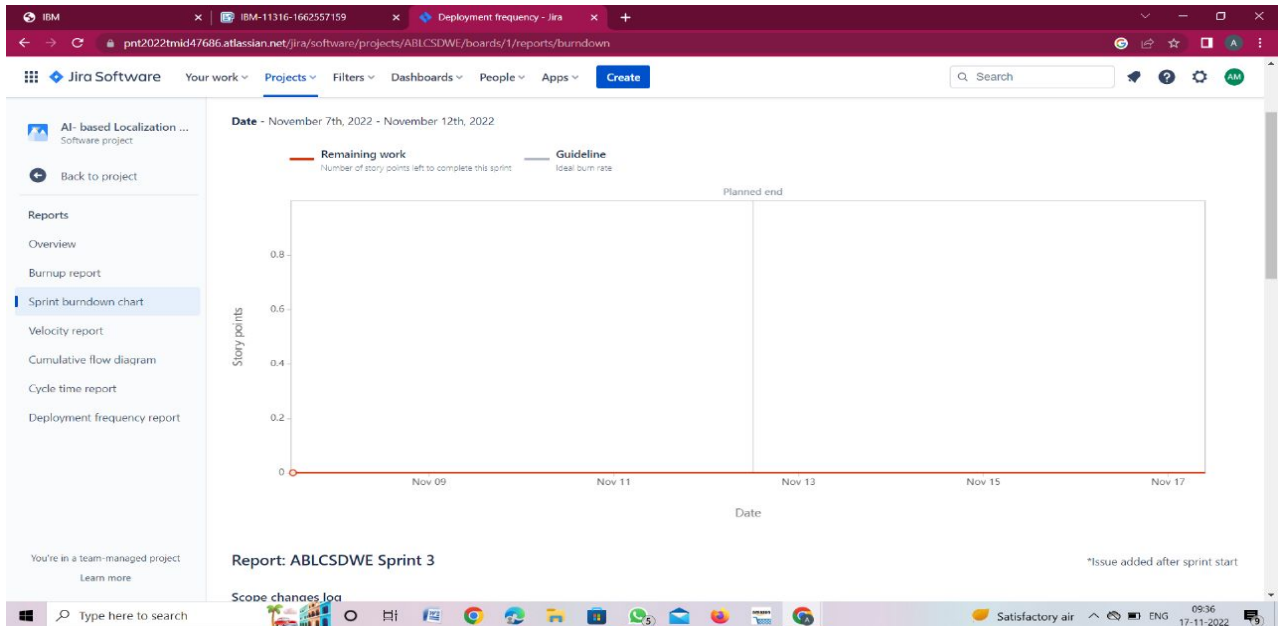 IBM
IBM-11316-1662557159
Deployment frequency - Jira
pnt2022tmid47686.atlassian.net/jira/software/projects/ABLCSDWE/boards/1/reports/burndown
A
Jira Software
Your work
Projects
Filters
Dashboards
People
Apps
Create
Search
AM
AI- based Localization ...
Software project
Back to project
Reports
Overview
Burnup report
Sprint burndown chart
Velocity report
Cumulative flow diagram
Cycle time report
Deployment frequency report
You're in a team-managed project
Learn more
Date - November 7th, 2022 - November 12th, 2022
Remaining work
Number of story points left to complete this sprint
Guideline
Ideal burn rate
Planned end
Story points
0.8
0.6
0.4
0.2
0
Nov 09
Nov 11
Nov 13
Nov 15
Nov 17
Date
Report: ABLCSDWE Sprint 3
*Issue added after sprint start
Scope changes log
Type here to search
5
Satisfactory air
ENG
09:36
17-11-2022